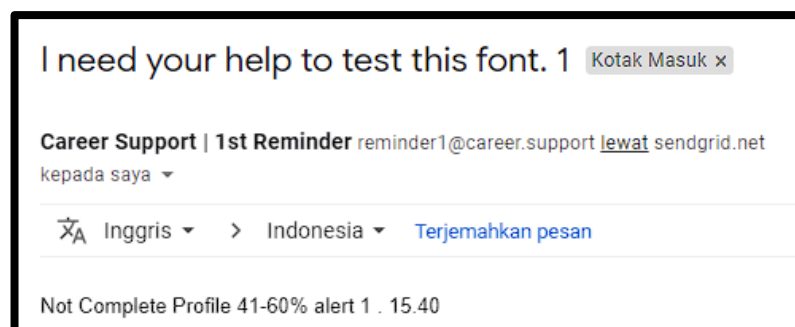 I need your help to test this font. 1 Kotak Masuk ×
Career Support | 1st Reminder reminder1@career.support lewat sendgrid.net
kepada saya
Inggris > Indonesia Terjemahkan pesan
Not Complete Profile 41-60% alert 1 . 15.40